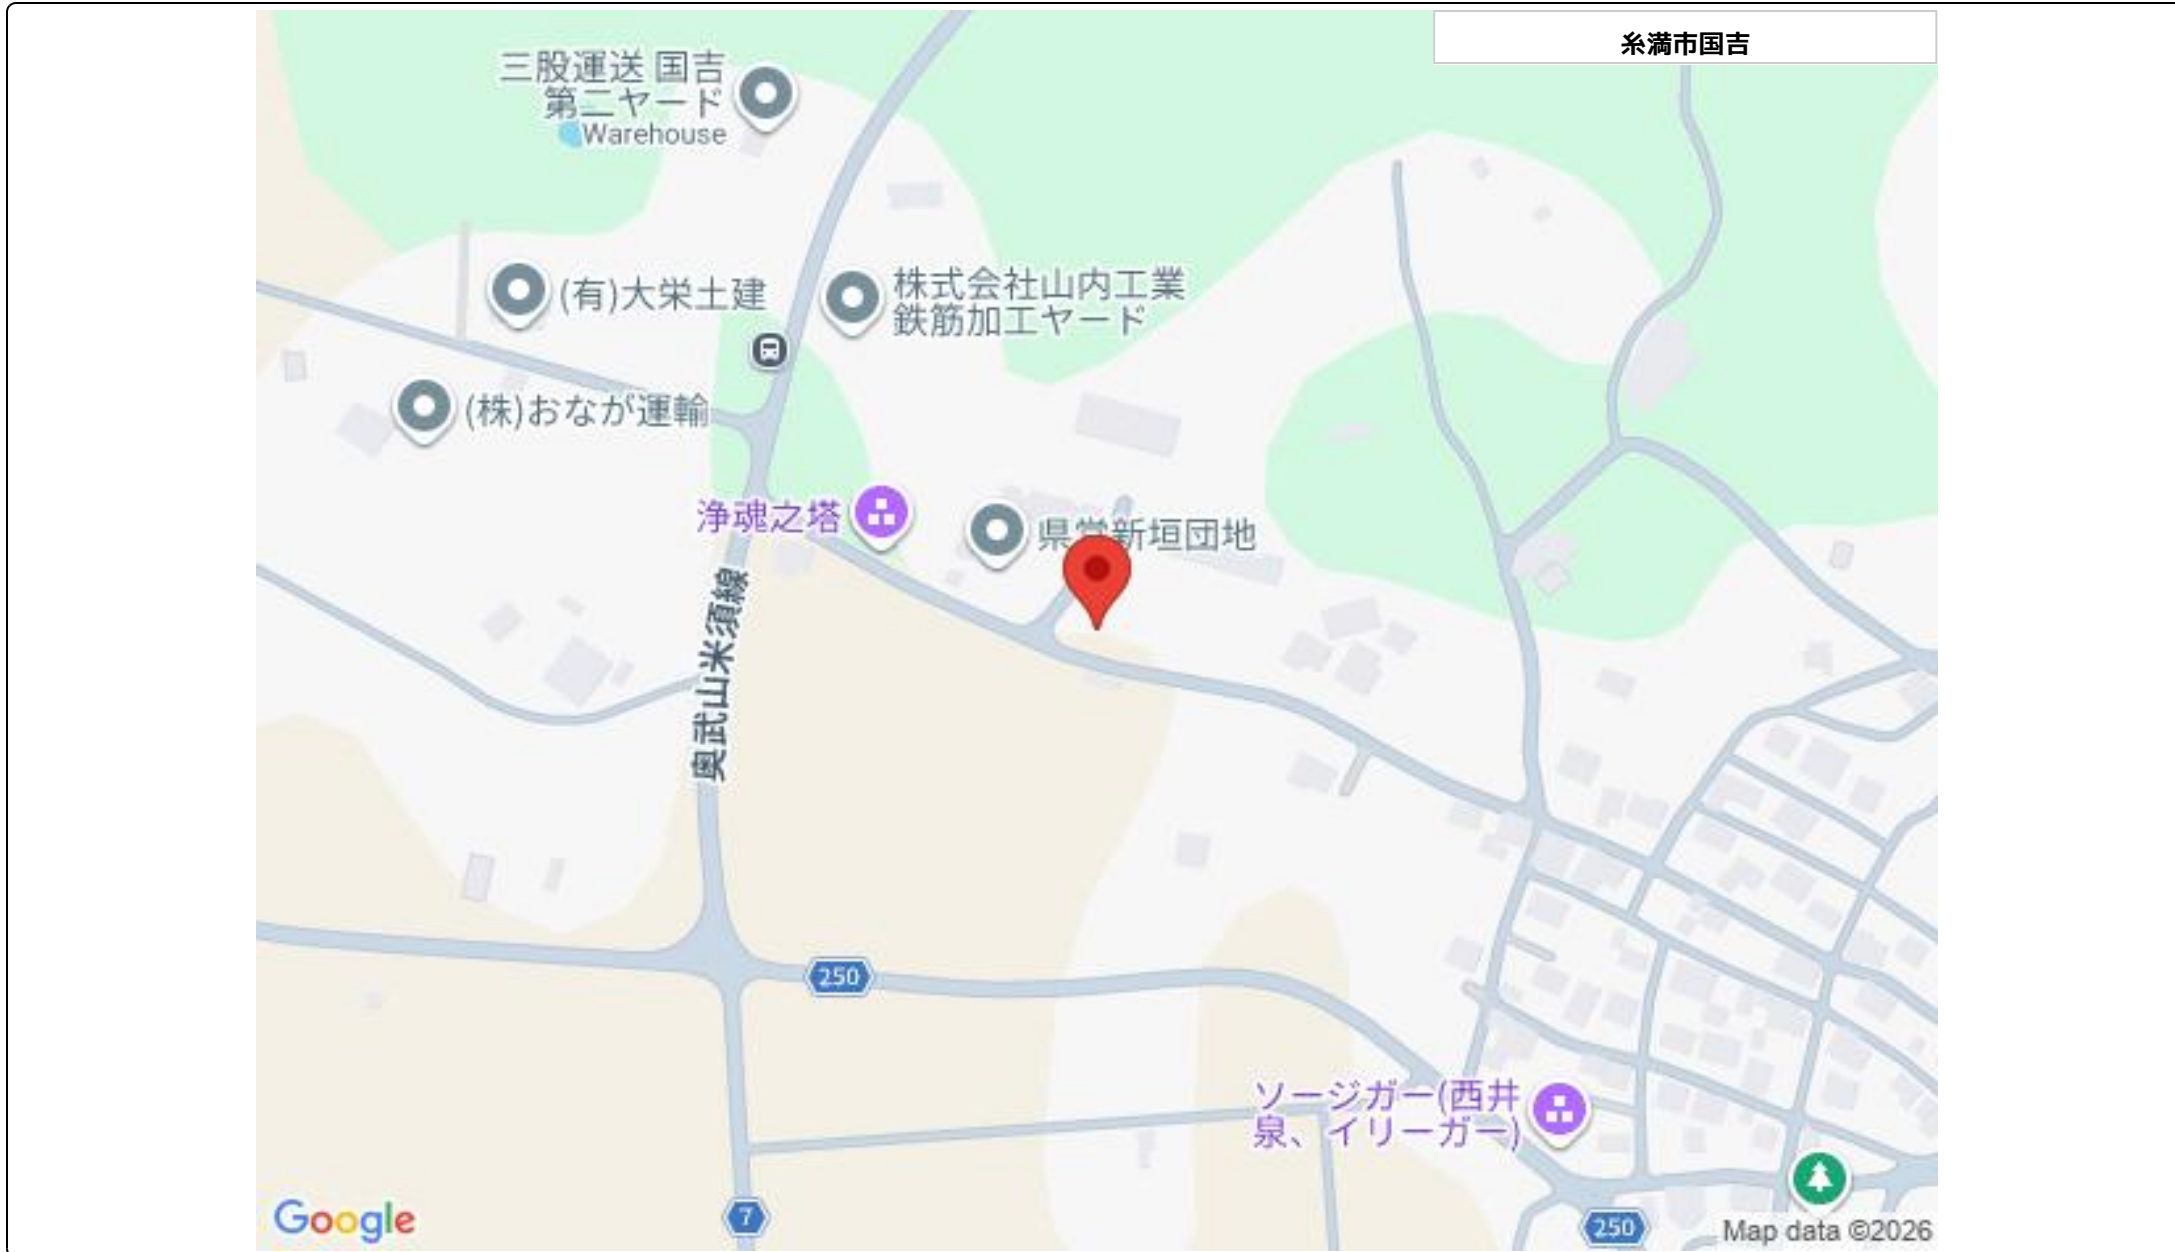 糸満市国吉
三股運送 国吉
第二ヤード
Warehouse
(有)大栄土建
株式会社山内工業
鉄筋加工ヤード
(株)おなが運輸
浄魂之塔
県営新垣団地
奥武山米須線
250
ソージガー(西井
泉、イリーガー)
7
250
Google
Map data ©2026